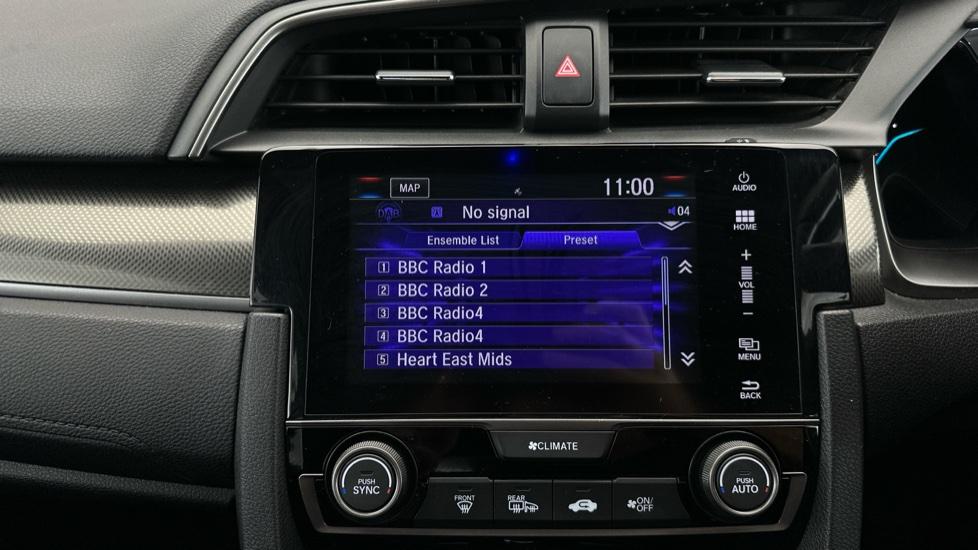 MAP
11:00
AUDIO
DAB
No signal
04
HOME
Ensemble List
Preset
1 BBC Radio 1
2 BBC Radio 2
3 BBC Radio4
4 BBC Radio4
5 Heart East Mids
+
VOL
−
MENU
BACK
CLIMATE
PUSH
SYNC
FRONT
REAR
ON/
OFF
PUSH
AUTO